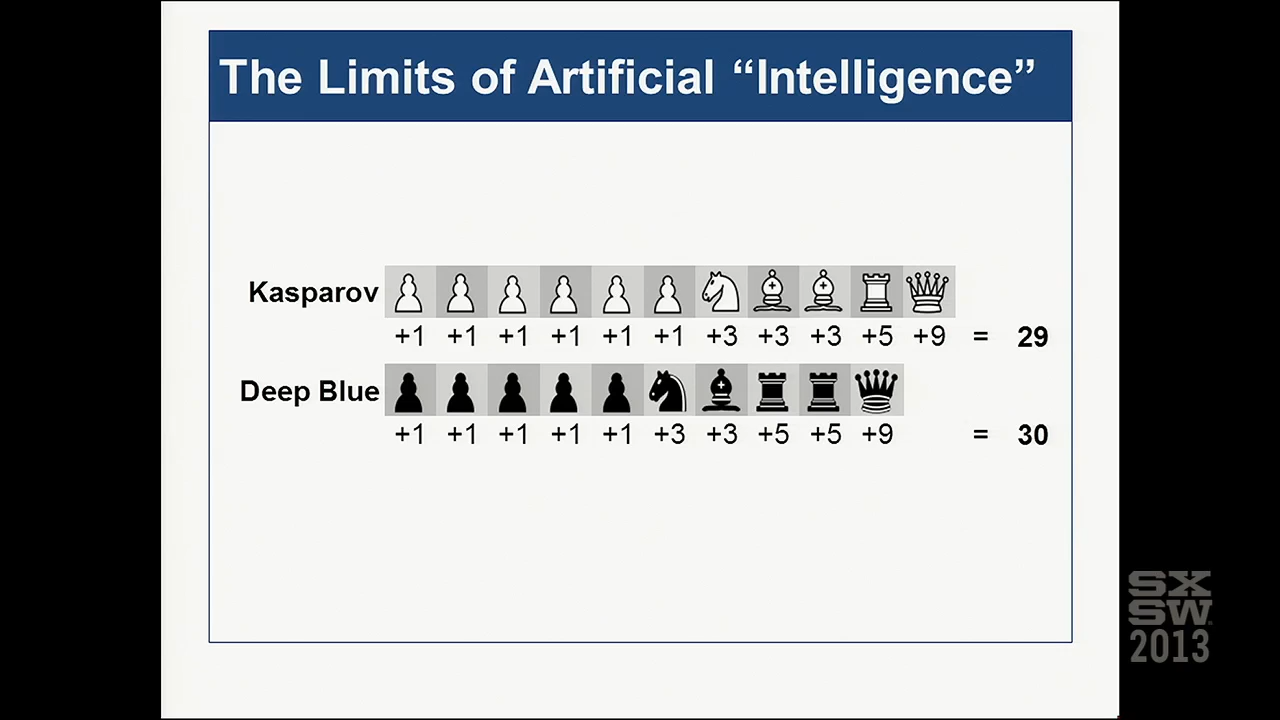 The Limits of Artificial “Intelligence”
Kasparov
+1 +1 +1 +1 +1 +1 +3 +3 +3 +5 +9 = 29
Deep Blue
+1 +1 +1 +1 +1 +3 +3 +5 +5 +9 = 30
SX
SW.
2013